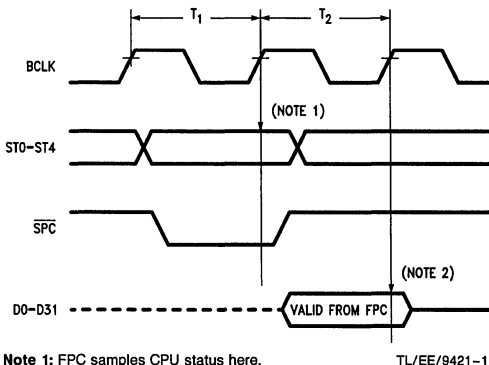 T1 T2
BCLK
(NOTE 1)
ST0-ST4
SPC
(NOTE 2)
D0-D31 VALID FROM FPC
Note 1: FPC samples CPU status here. TL/EE/9421-1